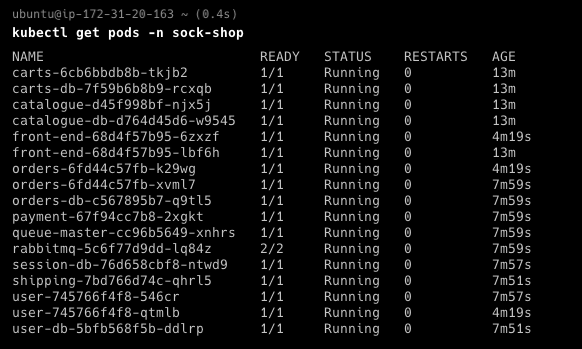 ubuntu@ip-172-31-20-163 ~ (0.4s)
kubectl get pods -n sock-shop
NAME READY STATUS RESTARTS AGE
carts-6cb6bbdb8b-tkjb2 1/1 Running 0 13m
carts-db-7f59b6b8b9-rcxqb 1/1 Running 0 13m
catalogue-d45f998bf-njx5j 1/1 Running 0 13m
catalogue-db-d764d45d6-w9545 1/1 Running 0 13m
front-end-68d4f57b95-6zxzf 1/1 Running 0 4m19s
front-end-68d4f57b95-lbf6h 1/1 Running 0 13m
orders-6fd44c57fb-k29wg 1/1 Running 0 4m19s
orders-6fd44c57fb-xvml7 1/1 Running 0 7m59s
orders-db-c567895b7-q9tl5 1/1 Running 0 7m59s
payment-67f94cc7b8-2xgkt 1/1 Running 0 7m59s
queue-master-cc96b5649-xnhrs 1/1 Running 0 7m59s
rabbitmq-5c6f77d9dd-lq84z 2/2 Running 0 7m59s
session-db-76d658cbf8-ntwd9 1/1 Running 0 7m57s
shipping-7bd766d74c-qhrl5 1/1 Running 0 7m51s
user-745766f4f8-546cr 1/1 Running 0 7m57s
user-745766f4f8-qtmlb 1/1 Running 0 4m19s
user-db-5bfb568f5b-ddlrp 1/1 Running 0 7m51s